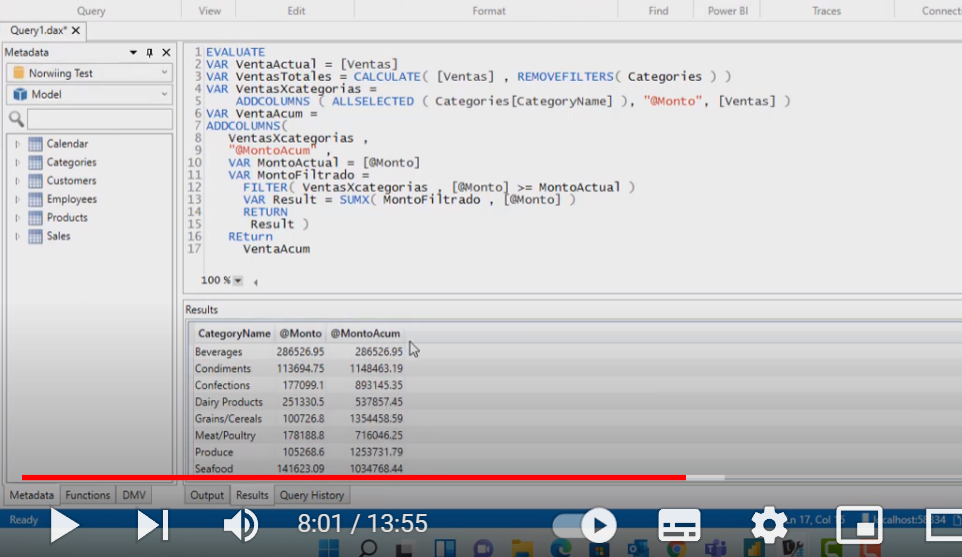 Query View Edit Format Find Power BI Traces Connect
Query1.dax*
Metadata
Norwiing Test
Model
Calendar
Categories
Customers
Employees
Products
Sales
1 EVALUATE
2 VAR VentaActual = [Ventas]
3 VAR VentasTotales = CALCULATE( [Ventas] , REMOVEFILTERS( Categories ) )
4 VAR VentasXcategorias =
5 ADDCOLUMNS ( ALLSELECTED ( Categories[CategoryName] ), "@Monto", [Ventas] )
6 VAR VentaAcum =
7 ADDCOLUMNS(
8 VentasXcategorias ,
9 "@MontoAcum" ,
10 VAR MontoActual = [@Monto]
11 VAR MontoFiltrado =
12 FILTER( VentasXcategorias , [@Monto] >= MontoActual )
13 VAR Result = SUMX( MontoFiltrado , [@Monto] )
14 RETURN
15 Result )
16 REturn
17 VentaAcum
100 %
Results
CategoryName @Monto @MontoAcum
Beverages 286526.95 286526.95
Condiments 113694.75 1148463.19
Confections 177099.1 893145.35
Dairy Products 251330.5 537857.45
Grains/Cereals 100726.8 1354458.59
Meat/Poultry 178188.8 716046.25
Produce 105268.6 1253731.79
Seafood 141623.09 1034768.44
Metadata Functions DMV
Output Results Query History
Ready
8:01 / 13:55